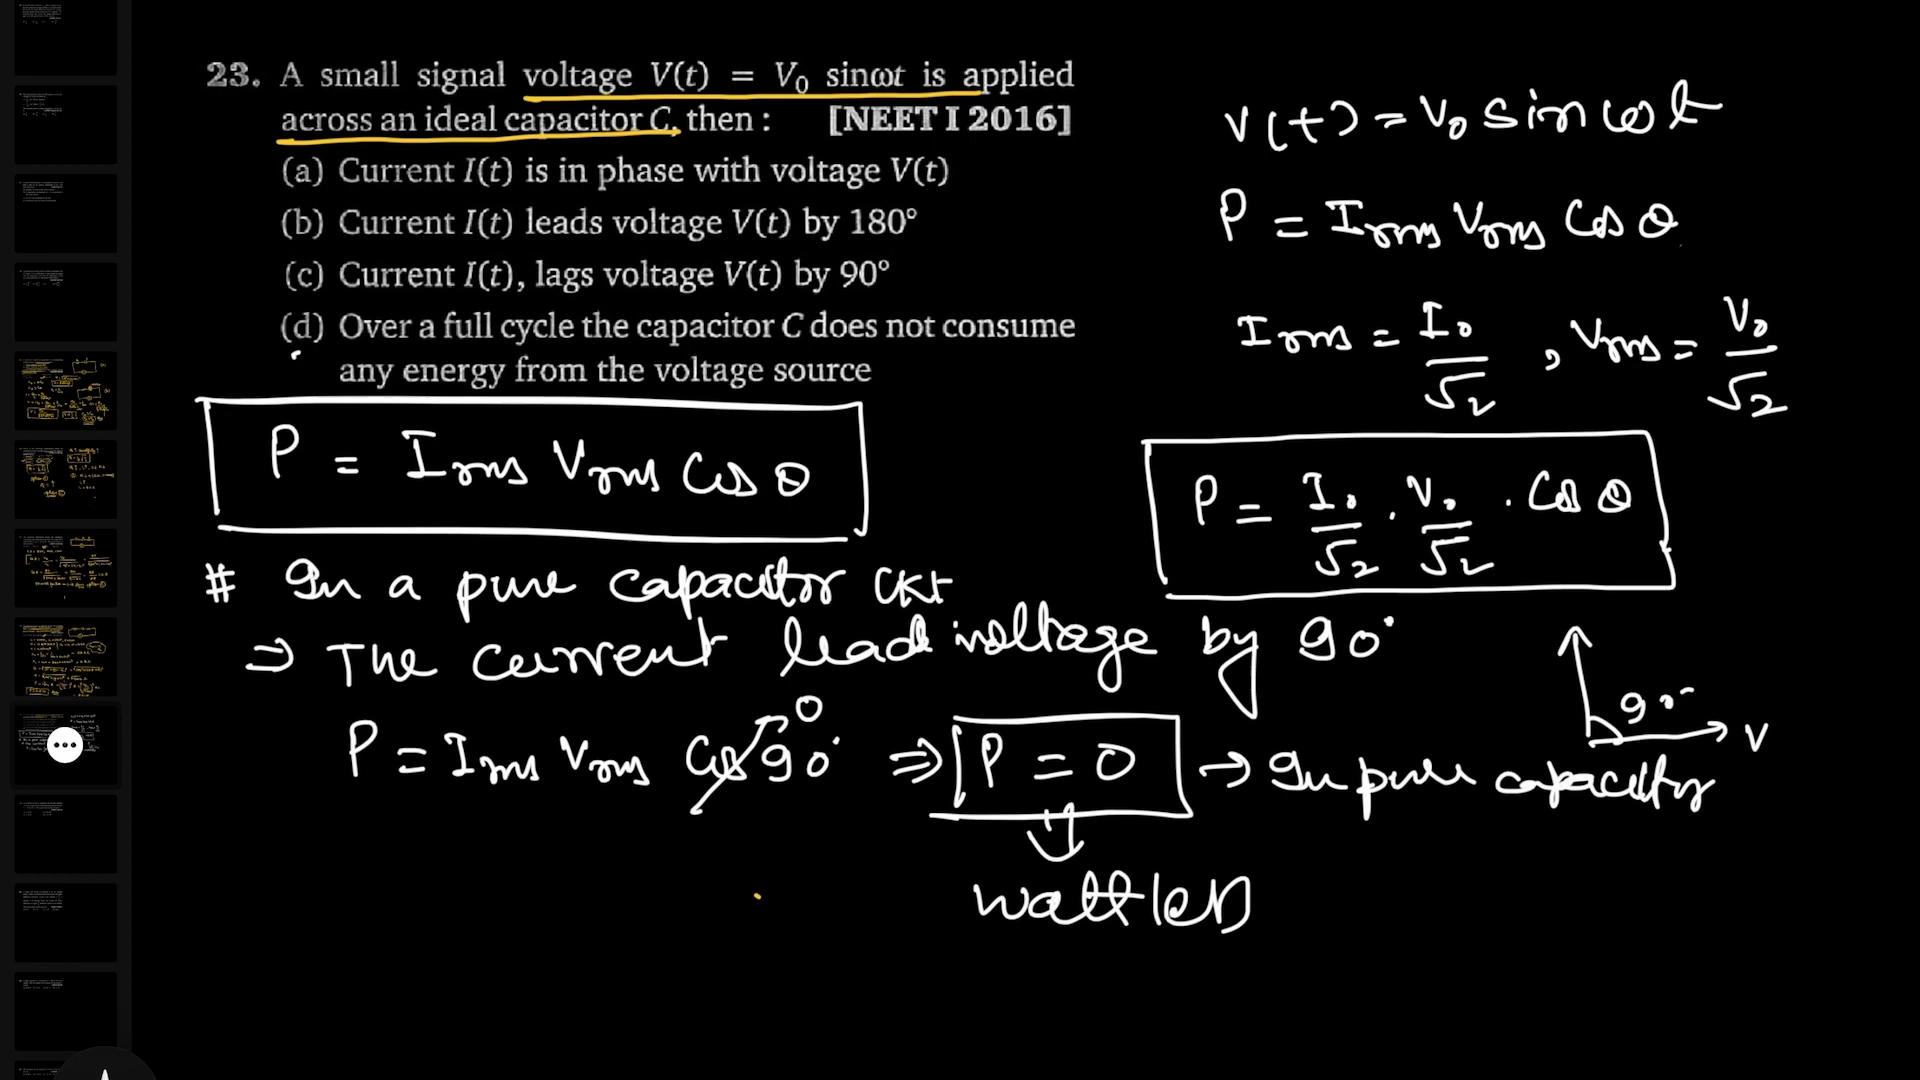 23. A small signal voltage V(t) = V₀ sinωt is applied
across an ideal capacitor C, then : [NEET I 2016]
(a) Current I(t) is in phase with voltage V(t)
(b) Current I(t) leads voltage V(t) by 180°
(c) Current I(t), lags voltage V(t) by 90°
(d) Over a full cycle the capacitor C does not consume
any energy from the voltage source
V(t) = V₀ sin ωt
P = Irms Vrms Cos θ
Irms = I₀/√2 , Vrms = V₀/√2
P = Irms Vrms Cos θ
P = I₀/√2 . V₀/√2 . Cos θ
# In a pure capacitor CKt
⇒ The current lead voltage by 90°
90°
V
P = Irms Vrms Cos 90° 0 ⇒ P = 0 → In pure capacitor
wattless